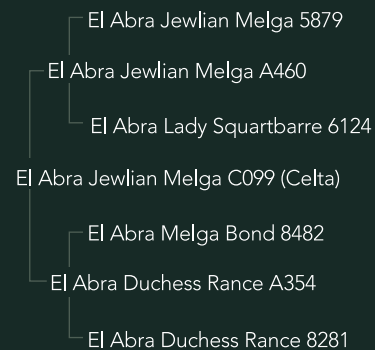 El Abra Jewlian Melga 5879
El Abra Jewlian Melga A460
El Abra Lady Squartbarre 6124
El Abra Jewlian Melga C099 (Celta)
El Abra Melga Bond 8482
El Abra Duchess Rance A354
El Abra Duchess Rance 8281